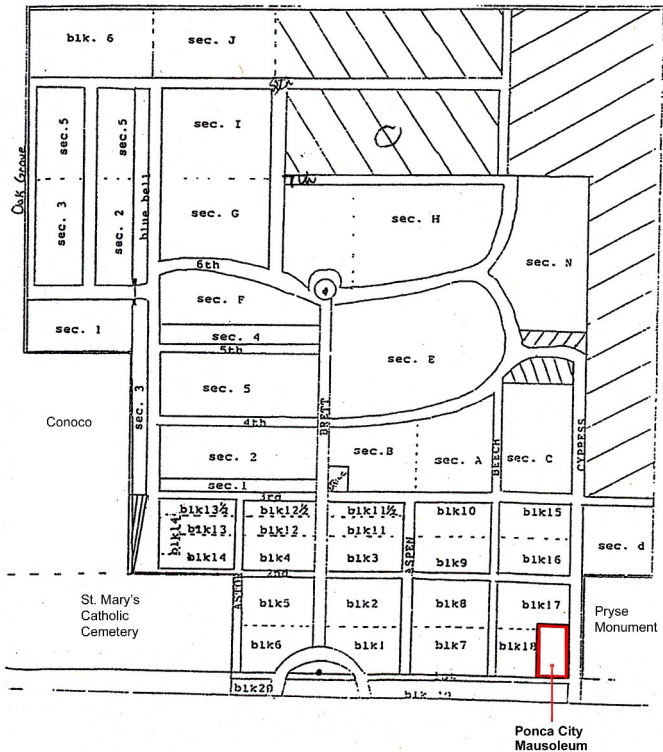 blk. 6
sec. J
8th
sec.5
sec.5
sec. I
C
Oak Grove
sec. 3
sec. 2
blue bell
7th
sec. G
sec. H
6th
sec. N
sec. F
sec. 1
sec. 4
5th
sec. E
sec. 3
sec. 5
Conoco
BRETT
4th
sec. 2
sec.B
sec. A
BEECH
sec. C
CYPRESS
sec.1
3rd
blk13½
blk12½
blk11½
blk10
blk15
blk14
blk13
blk12
blk11
sec. d
blk14
blk4
blk3
ASPEN
blk9
blk16
2nd
ASTOR
St. Mary's
Catholic
Cemetery
blk5
blk2
blk8
blk17
Pryse
Monument
blk6
blk1
blk7
blk18
blk20
Ponca City
Mausoleum